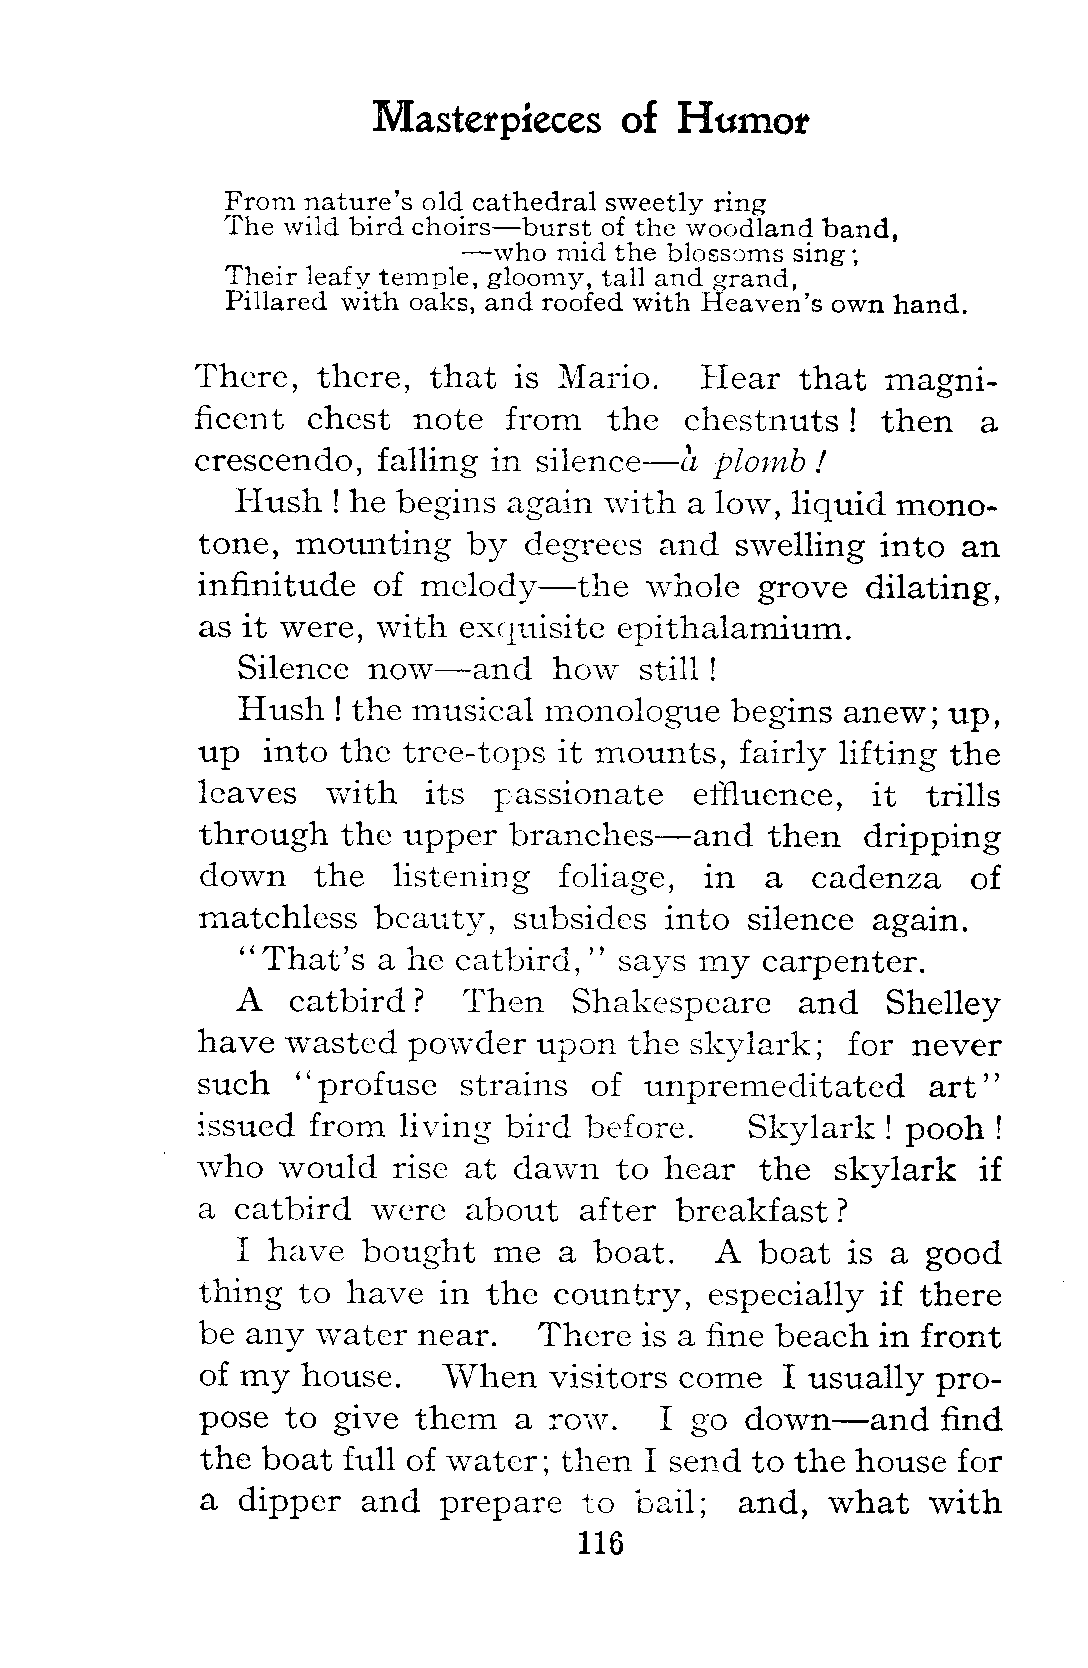 Masterpieces of Humor
From nature's old cathedral sweetly ring
The wild bird choirs—burst of the woodland band,
—who mid the blossoms sing;
Their leafy temple, gloomy, tall and grand,
Pillared with oaks, and roofed with Heaven's own hand.
There, there, that is Mario. Hear that magni-
ficent chest note from the chestnuts! then a
crescendo, falling in silence—à plomb!
Hush! he begins again with a low, liquid mono-
tone, mounting by degrees and swelling into an
infinitude of melody—the whole grove dilating,
as it were, with exquisite epithalamium.
Silence now—and how still!
Hush! the musical monologue begins anew; up,
up into the tree-tops it mounts, fairly lifting the
leaves with its passionate effluence, it trills
through the upper branches—and then dripping
down the listening foliage, in a cadenza of
matchless beauty, subsides into silence again.
"That's a he catbird," says my carpenter.
A catbird? Then Shakespeare and Shelley
have wasted powder upon the skylark; for never
such "profuse strains of unpremeditated art"
issued from living bird before. Skylark! pooh!
who would rise at dawn to hear the skylark if
a catbird were about after breakfast?
I have bought me a boat. A boat is a good
thing to have in the country, especially if there
be any water near. There is a fine beach in front
of my house. When visitors come I usually pro-
pose to give them a row. I go down—and find
the boat full of water; then I send to the house for
a dipper and prepare to bail; and, what with
116